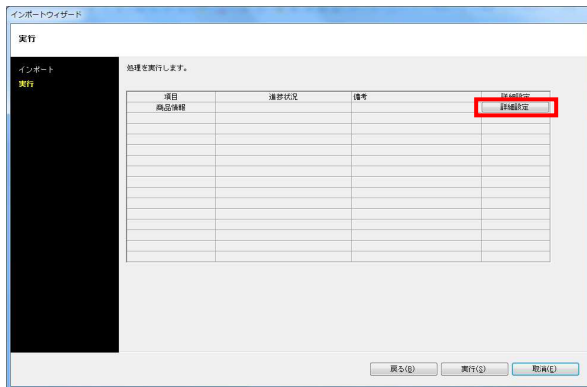 インポートウィザード
実行
インポート
実行
処理を実行します。
項目 進捗状況 備考 詳細設定
商品情報 詳細設定
戻る(B) 実行(S) 取消(E)